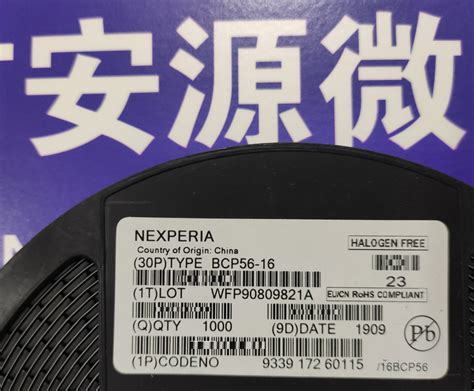 安源微
NEXPERIA
Country of Origin: China
HALOGEN FREE
(30P)TYPE BCP56-16
23
(1T)LOT WFP90809821A
EU/CN RoHS COMPLIANT
(Q)QTY 1000 (9D)DATE 1909
Pb
(1P)CODENO 9339 172 60115
/16BCP56